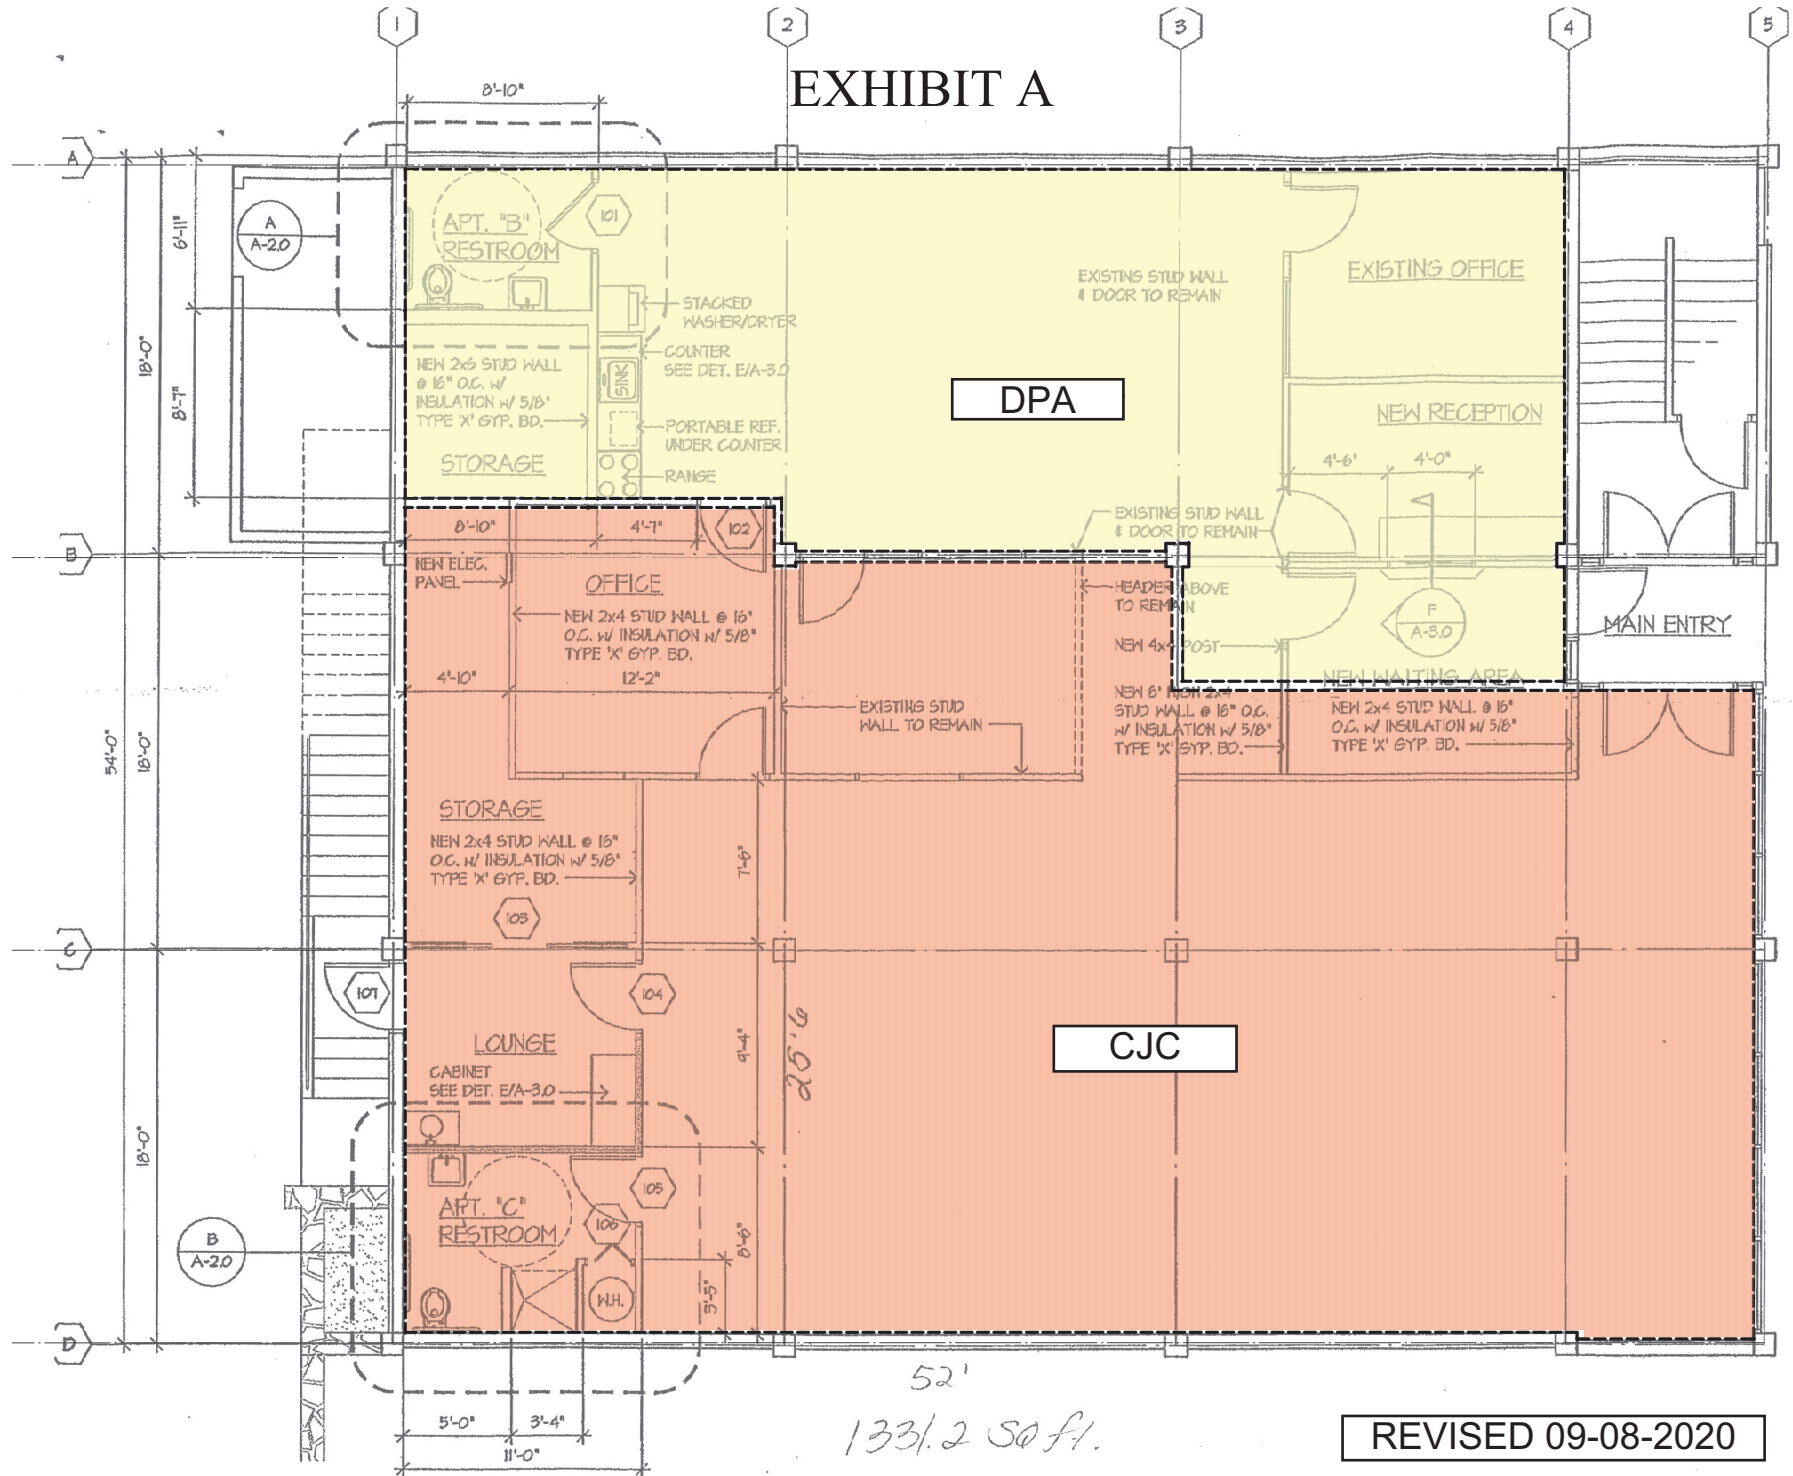 1
2
3
4
5
EXHIBIT A
8'-10"
A
A
A-2.0
6'-11"
APT. "B"
RESTROOM
101
EXISTING STUD WALL
& DOOR TO REMAIN
EXISTING OFFICE
STACKED
WASHER/DRYER
18'-0"
8'-7"
NEW 2x6 STUD WALL
@ 16" O.C. W/
INSULATION W/ 5/8"
TYPE 'X' GYP. BD.
COUNTER
SEE DET. E/A-3.0
SINK
DPA
NEW RECEPTION
PORTABLE REF.
UNDER COUNTER
STORAGE
RANGE
4'-6"
4'-0"
8'-10"
4'-7"
102
EXISTING STUD WALL
& DOOR TO REMAIN
B
NEW ELEC.
PANEL
OFFICE
HEADER ABOVE
TO REMAIN
NEW 2x4 STUD WALL @ 16"
O.C. W/ INSULATION W/ 5/8"
TYPE 'X' GYP. BD.
F
A-3.0
MAIN ENTRY
NEW 4x4 POST
4'-10"
12'-2"
NEW WAITING AREA
EXISTING STUD
WALL TO REMAIN
NEW 6' HIGH 2x4
STUD WALL @ 16" O.C.
W/ INSULATION W/ 5/8"
TYPE 'X' GYP. BD.
NEW 2x4 STUD WALL @ 16"
O.C. W/ INSULATION W/ 5/8"
TYPE 'X' GYP. BD.
54'-0"
18'-0"
STORAGE
NEW 2x4 STUD WALL @ 16"
O.C. W/ INSULATION W/ 5/8"
TYPE 'X' GYP. BD.
7'-6"
103
C
107
104
LOUNGE
9'-4"
25'6
CJC
CABINET
SEE DET. E/A-3.0
18'-0"
105
APT. "C"
RESTROOM
106
B
A-2.0
8'-6"
W.H.
3'-5"
D
52'
5'-0"
3'-4"
11'-0"
1331.2 SQ ft.
REVISED 09-08-2020